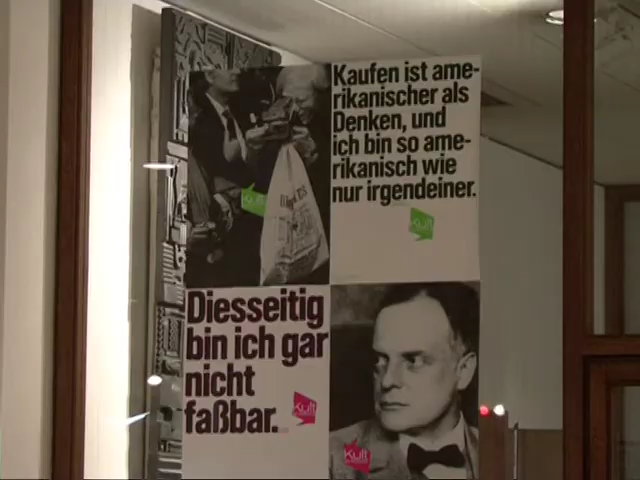 Kaufen ist ame-
rikanischer als
Denken, und
ich bin so ame-
rikanisch wie
nur irgendeiner.
Diesseitig
bin ich gar
nicht
faßbar.
Kult
Kult